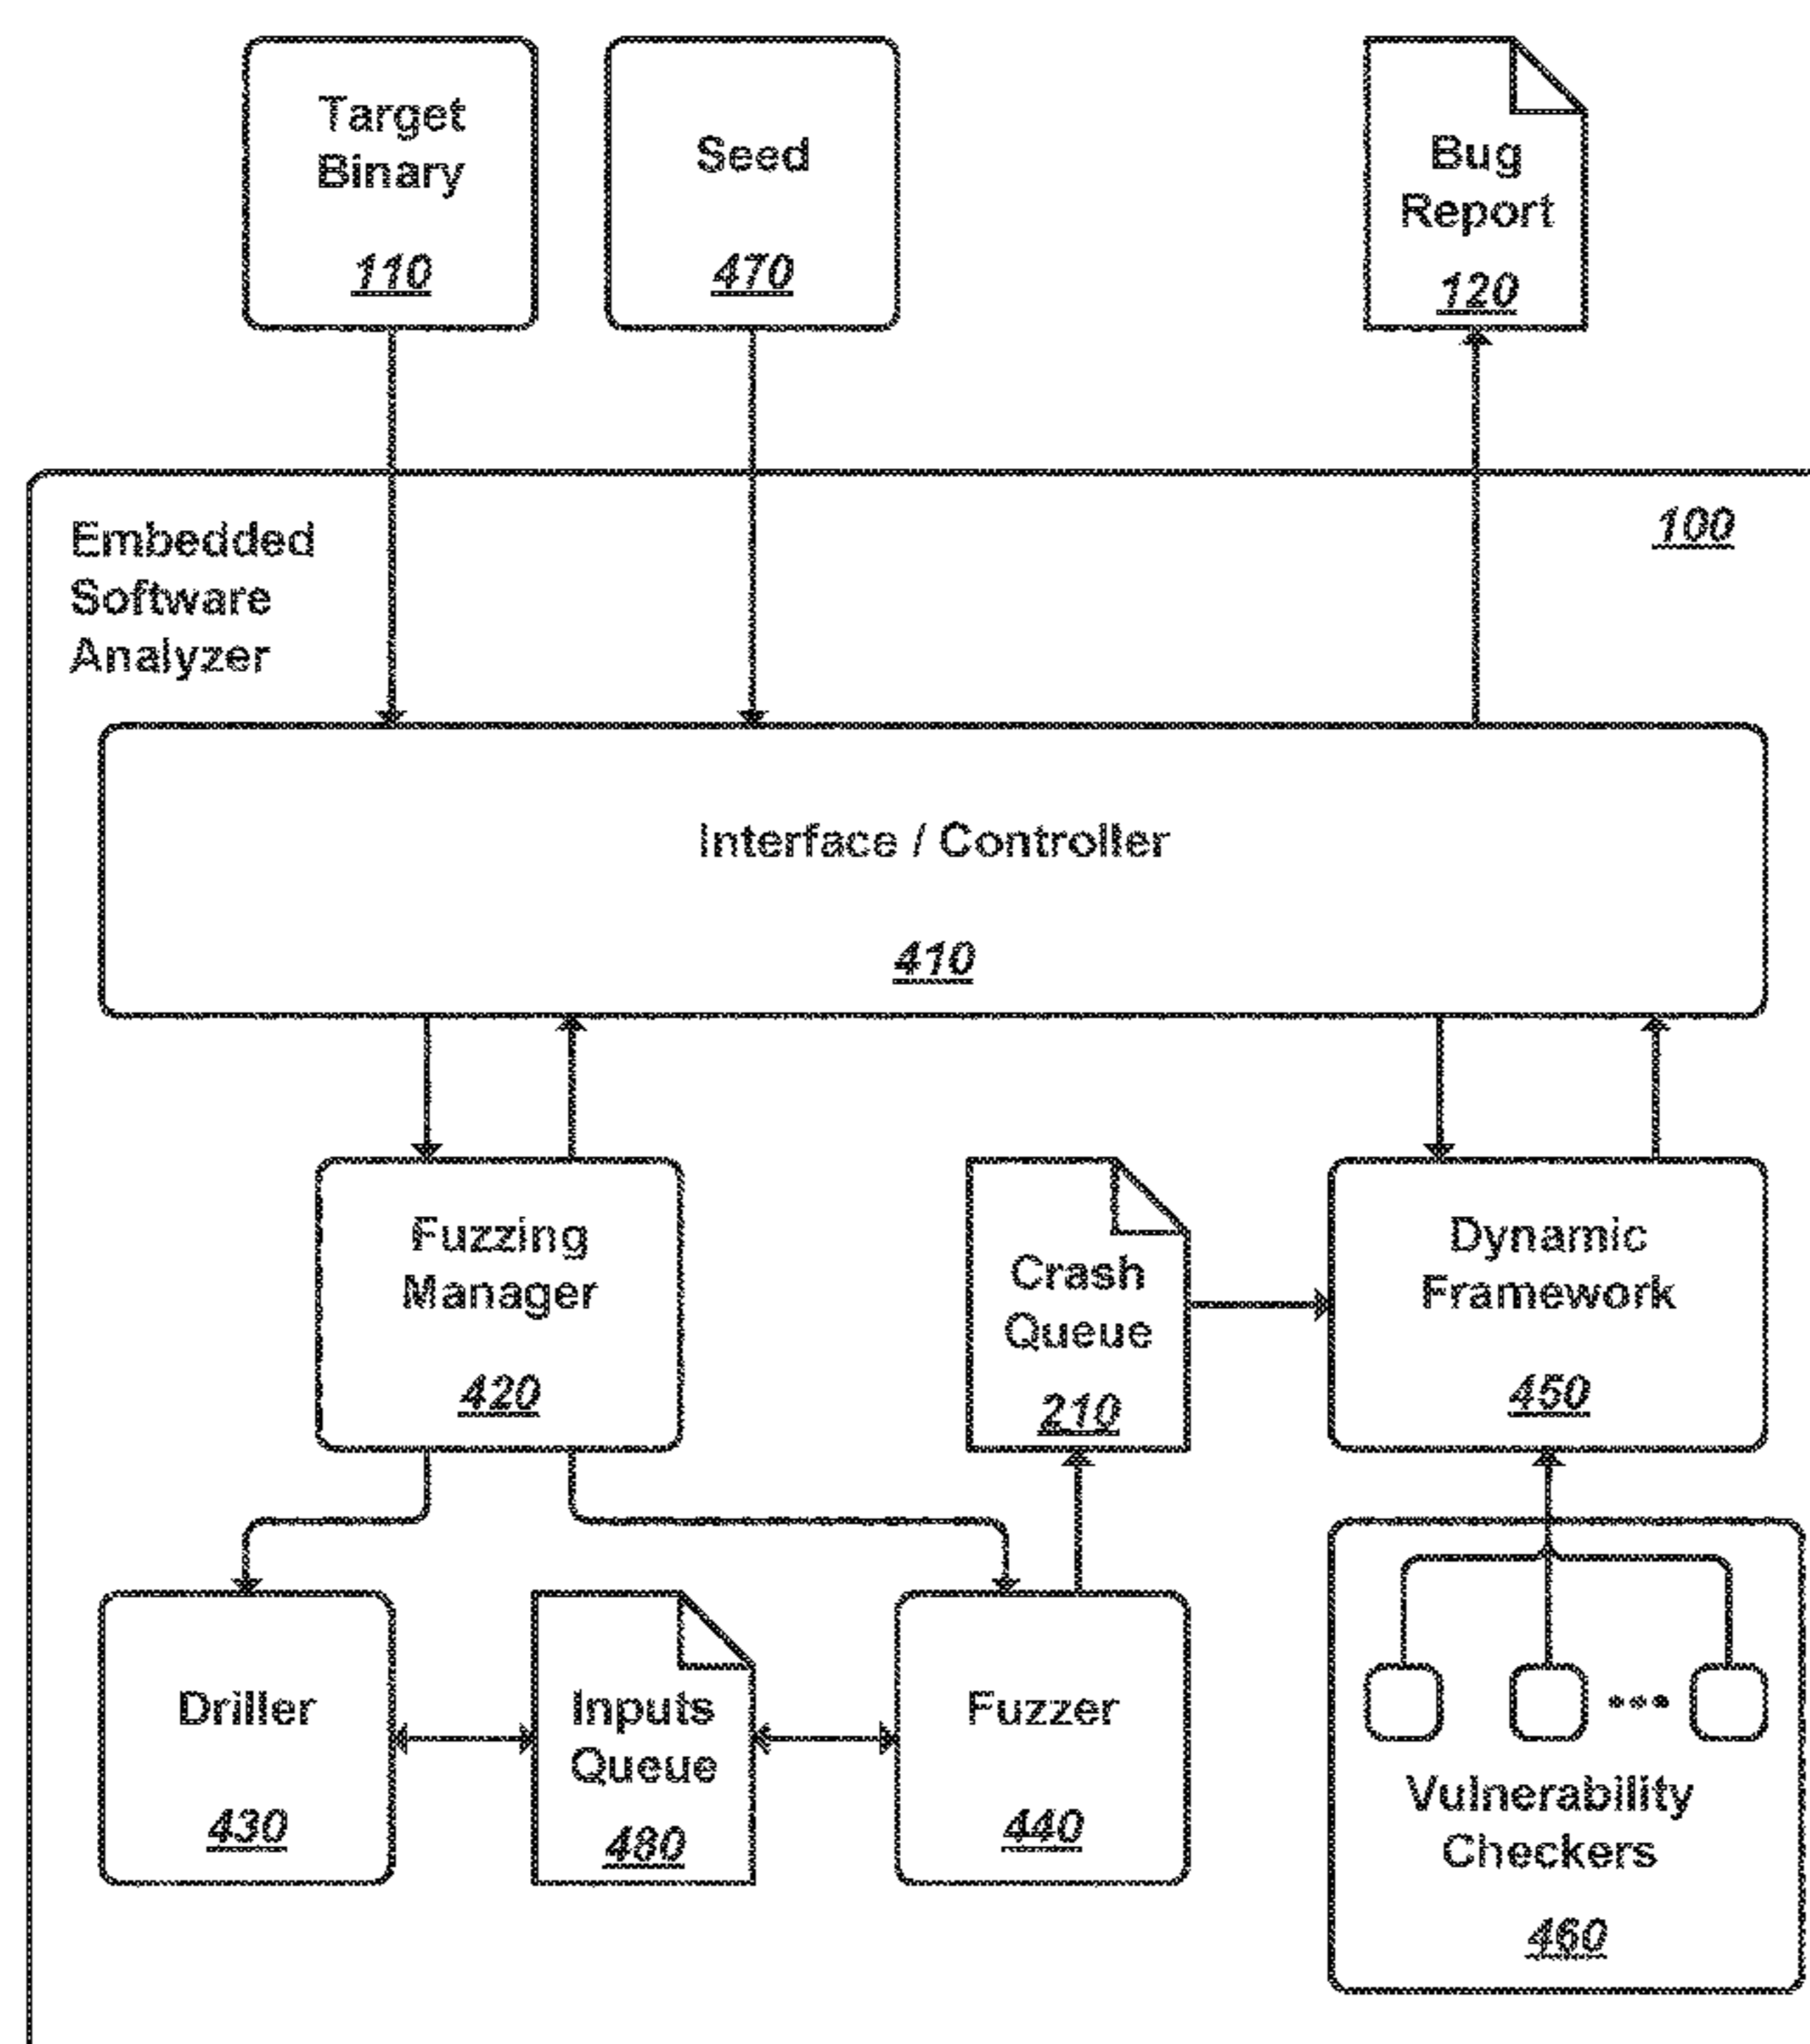 Target
Binary
110
Seed
470
Bug
Report
120
Embedded
Software
Analyzer
100
Interface / Controller
410
Fuzzing
Manager
420
Crash
Queue
210
Dynamic
Framework
450
Driller
430
Inputs
Queue
480
Fuzzer
440
Vulnerability
Checkers
460